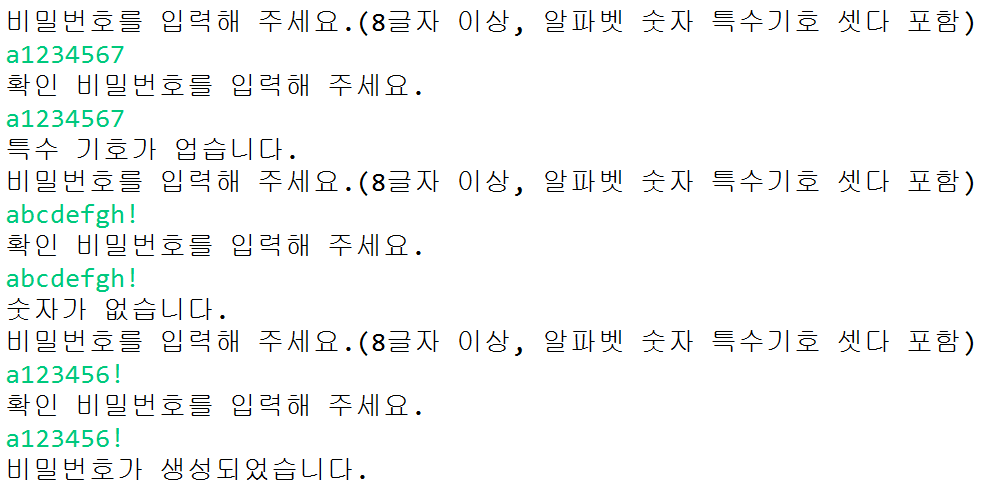 비밀번호를 입력해 주세요.(8글자 이상, 알파벳 숫자 특수기호 셋다 포함)
a1234567
확인 비밀번호를 입력해 주세요.
a1234567
특수 기호가 업습니다.
비밀번호를 입력해 주세요.(8글자 이상, 알파벳 숫자 특수기호 셋다 포함)
abcdefgh!
확인 비밀번호를 입력해 주세요.
abcdefgh!
숫자가 없습니다.
비밀번호를 입력해 주세요.(8글자 이상, 알파벳 숫자 특수기호 셋다 포함)
a123456!
확인 비밀번호를 입력해 주세요.
a123456!
비밀번호가 생성되었습니다.